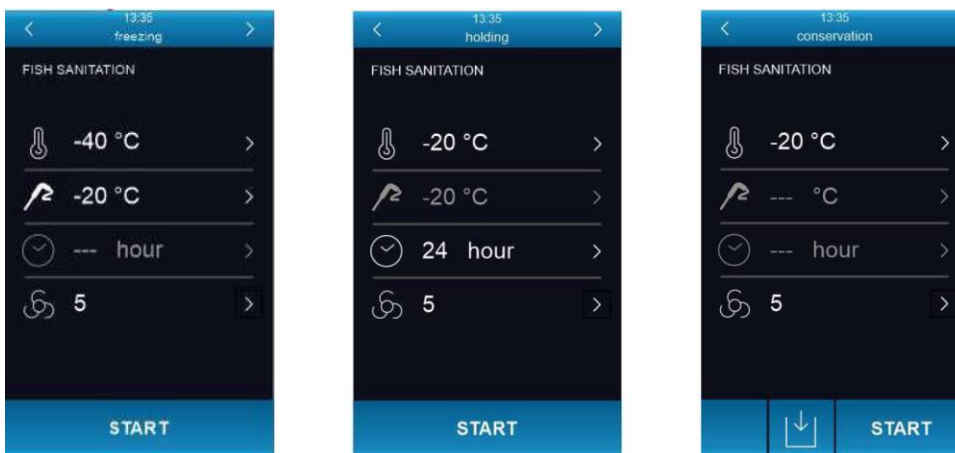 13:35
freezing
FISH SANITATION
-40 °C
-20 °C
--- hour
5
START
13:35
holding
FISH SANITATION
-20 °C
-20 °C
24 hour
5
START
13:35
conservation
FISH SANITATION
-20 °C
--- °C
--- hour
5
START